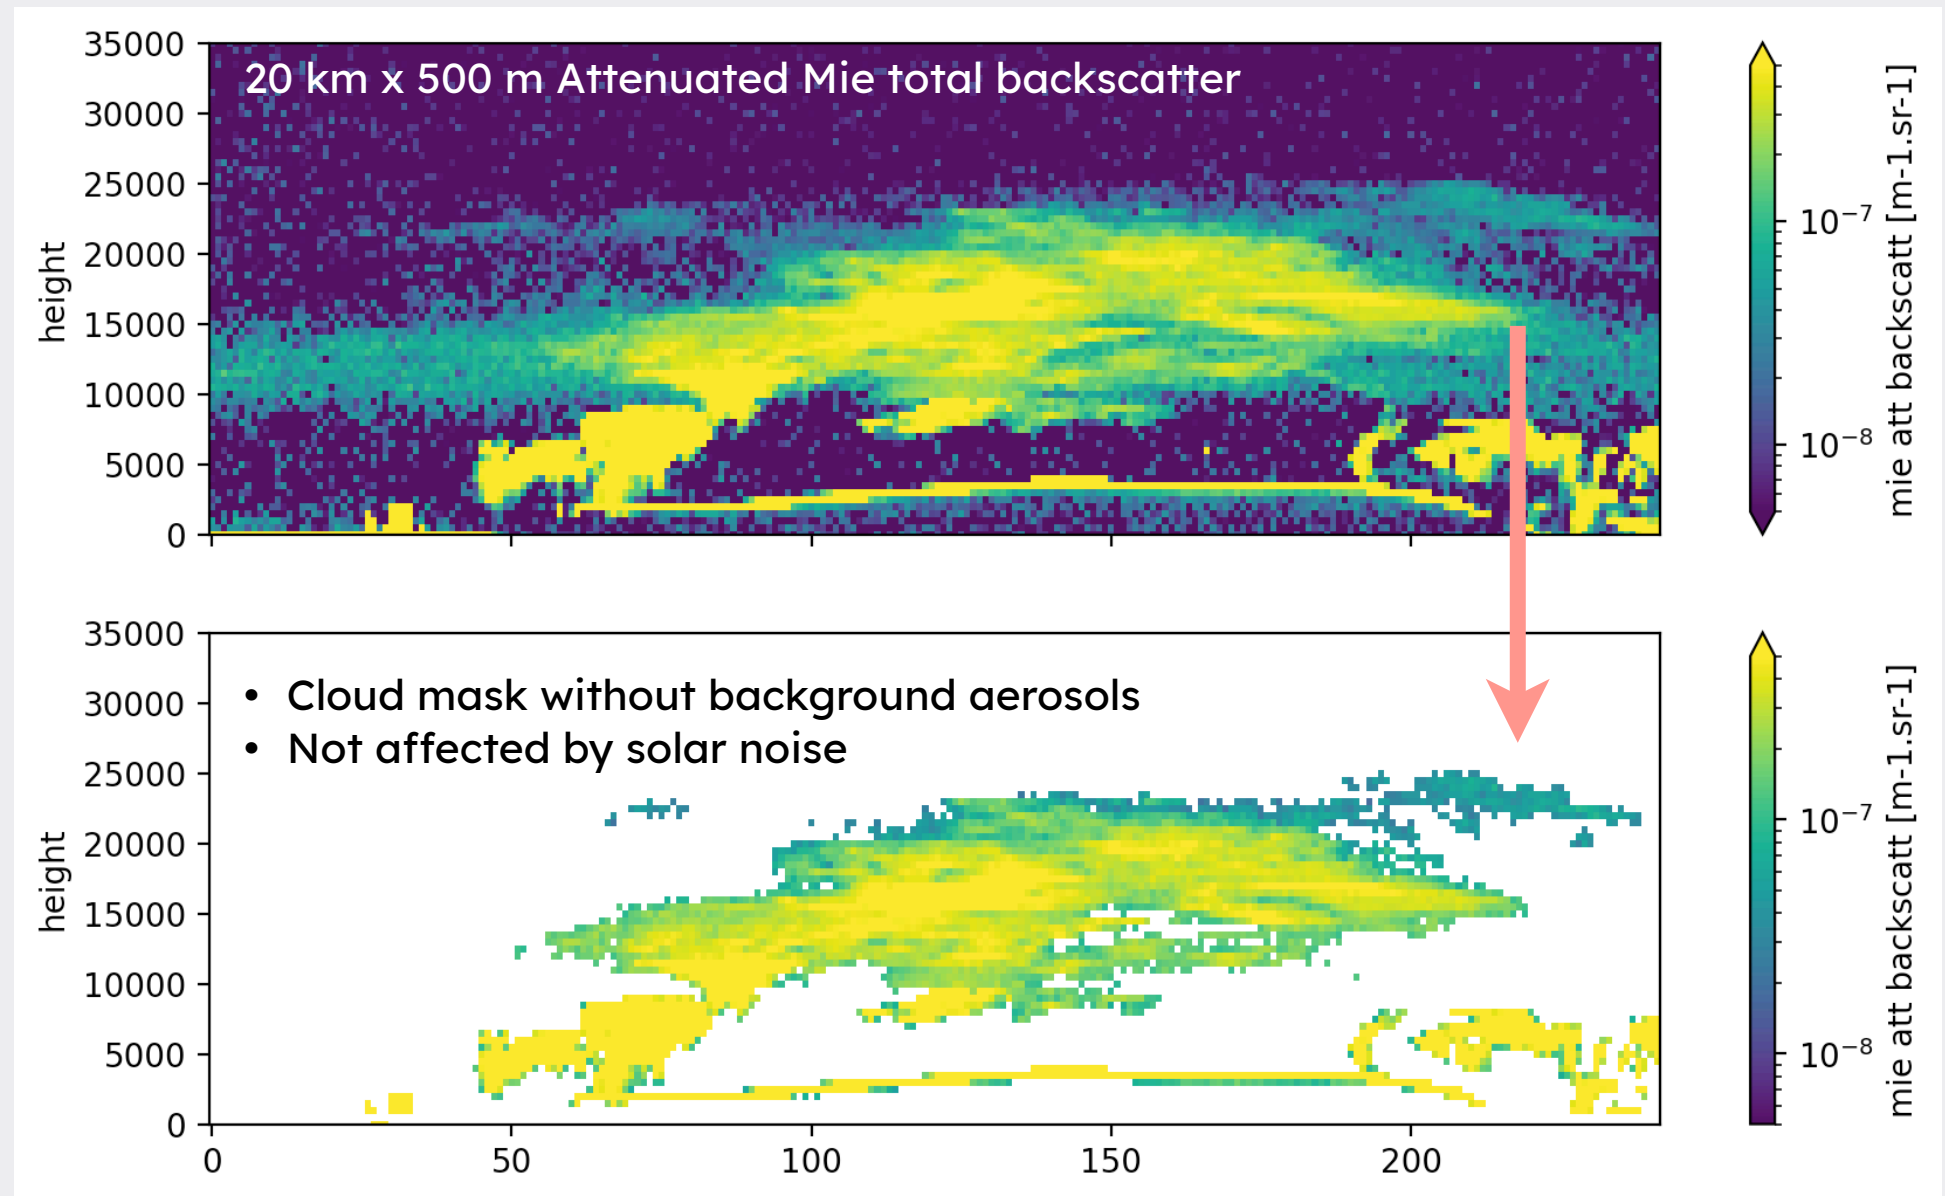 20 km x 500 m Attenuated Mie total backscatter
35000
30000
25000
20000
15000
10000
5000
0
height
10⁻⁷
10⁻⁸
mie att backscatt [m-1.sr-1]
• Cloud mask without background aerosols
• Not affected by solar noise
35000
30000
25000
20000
15000
10000
5000
0
height
0 50 100 150 200
10⁻⁷
10⁻⁸
mie att backscatt [m-1.sr-1]